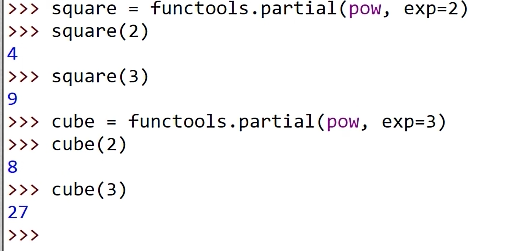 >>> square = functools.partial(pow, exp=2)
>>> square(2)
4
>>> square(3)
9
>>> cube = functools.partial(pow, exp=3)
>>> cube(2)
8
>>> cube(3)
27
>>>